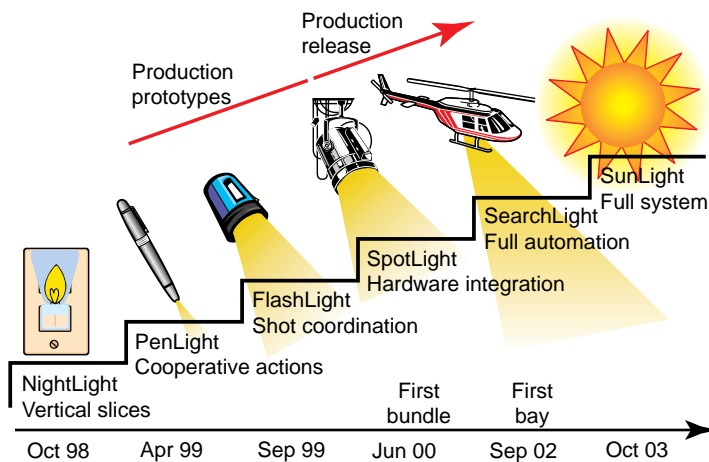 Production
release
Production
prototypes
SunLight
Full system
SearchLight
Full automation
SpotLight
Hardware integration
FlashLight
Shot coordination
PenLight
Cooperative actions
NightLight
Vertical slices
First
bundle
First
bay
Oct 98
Apr 99
Sep 99
Jun 00
Sep 02
Oct 03